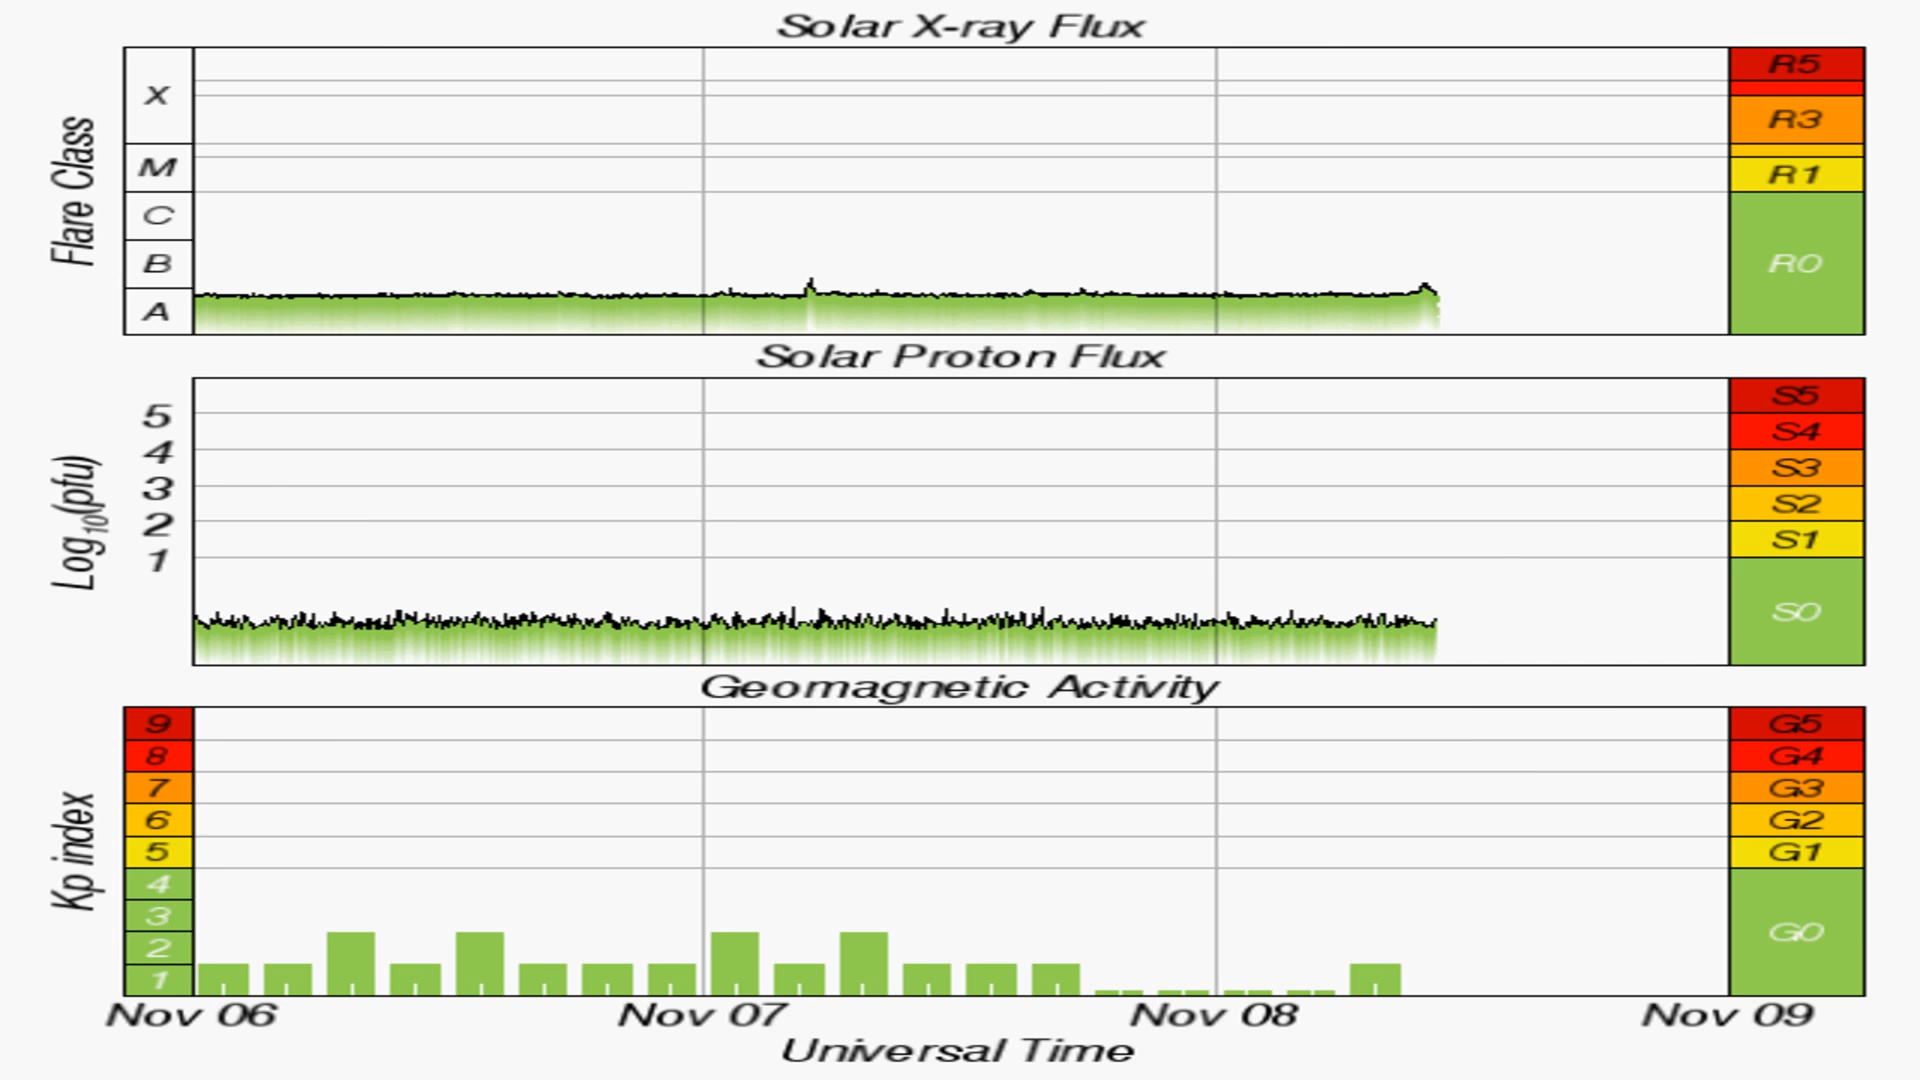 Solar X-ray Flux
Flare Class
X
M
C
B
A
R5
R3
R1
R0
Solar Proton Flux
Log10(pfu)
5
4
3
2
1
S5
S4
S3
S2
S1
S0
Geomagnetic Activity
Kp index
9
8
7
6
5
4
3
2
1
G5
G4
G3
G2
G1
G0
Nov 06 Nov 07 Nov 08 Nov 09
Universal Time